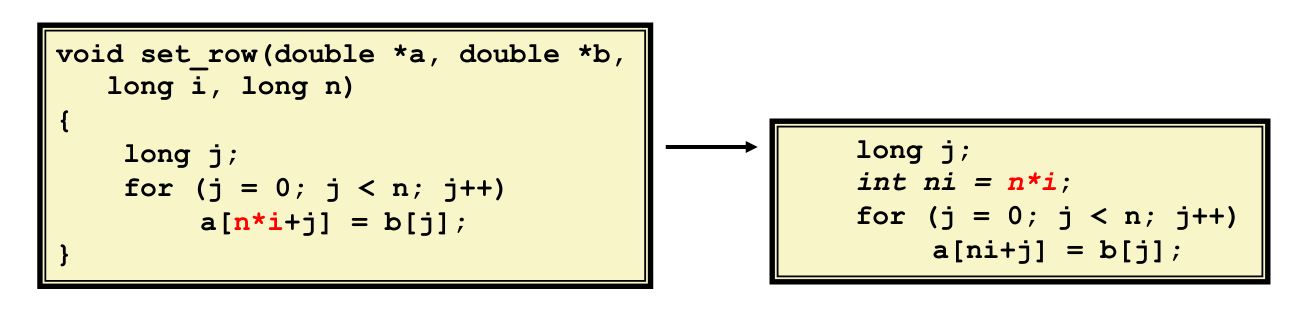 void set_row(double *a, double *b,
   long i, long n)
{
    long j;
    for (j = 0; j < n; j++)
        a[n*i+j] = b[j];
}
    long j;
    int ni = n*i;
    for (j = 0; j < n; j++)
        a[ni+j] = b[j];